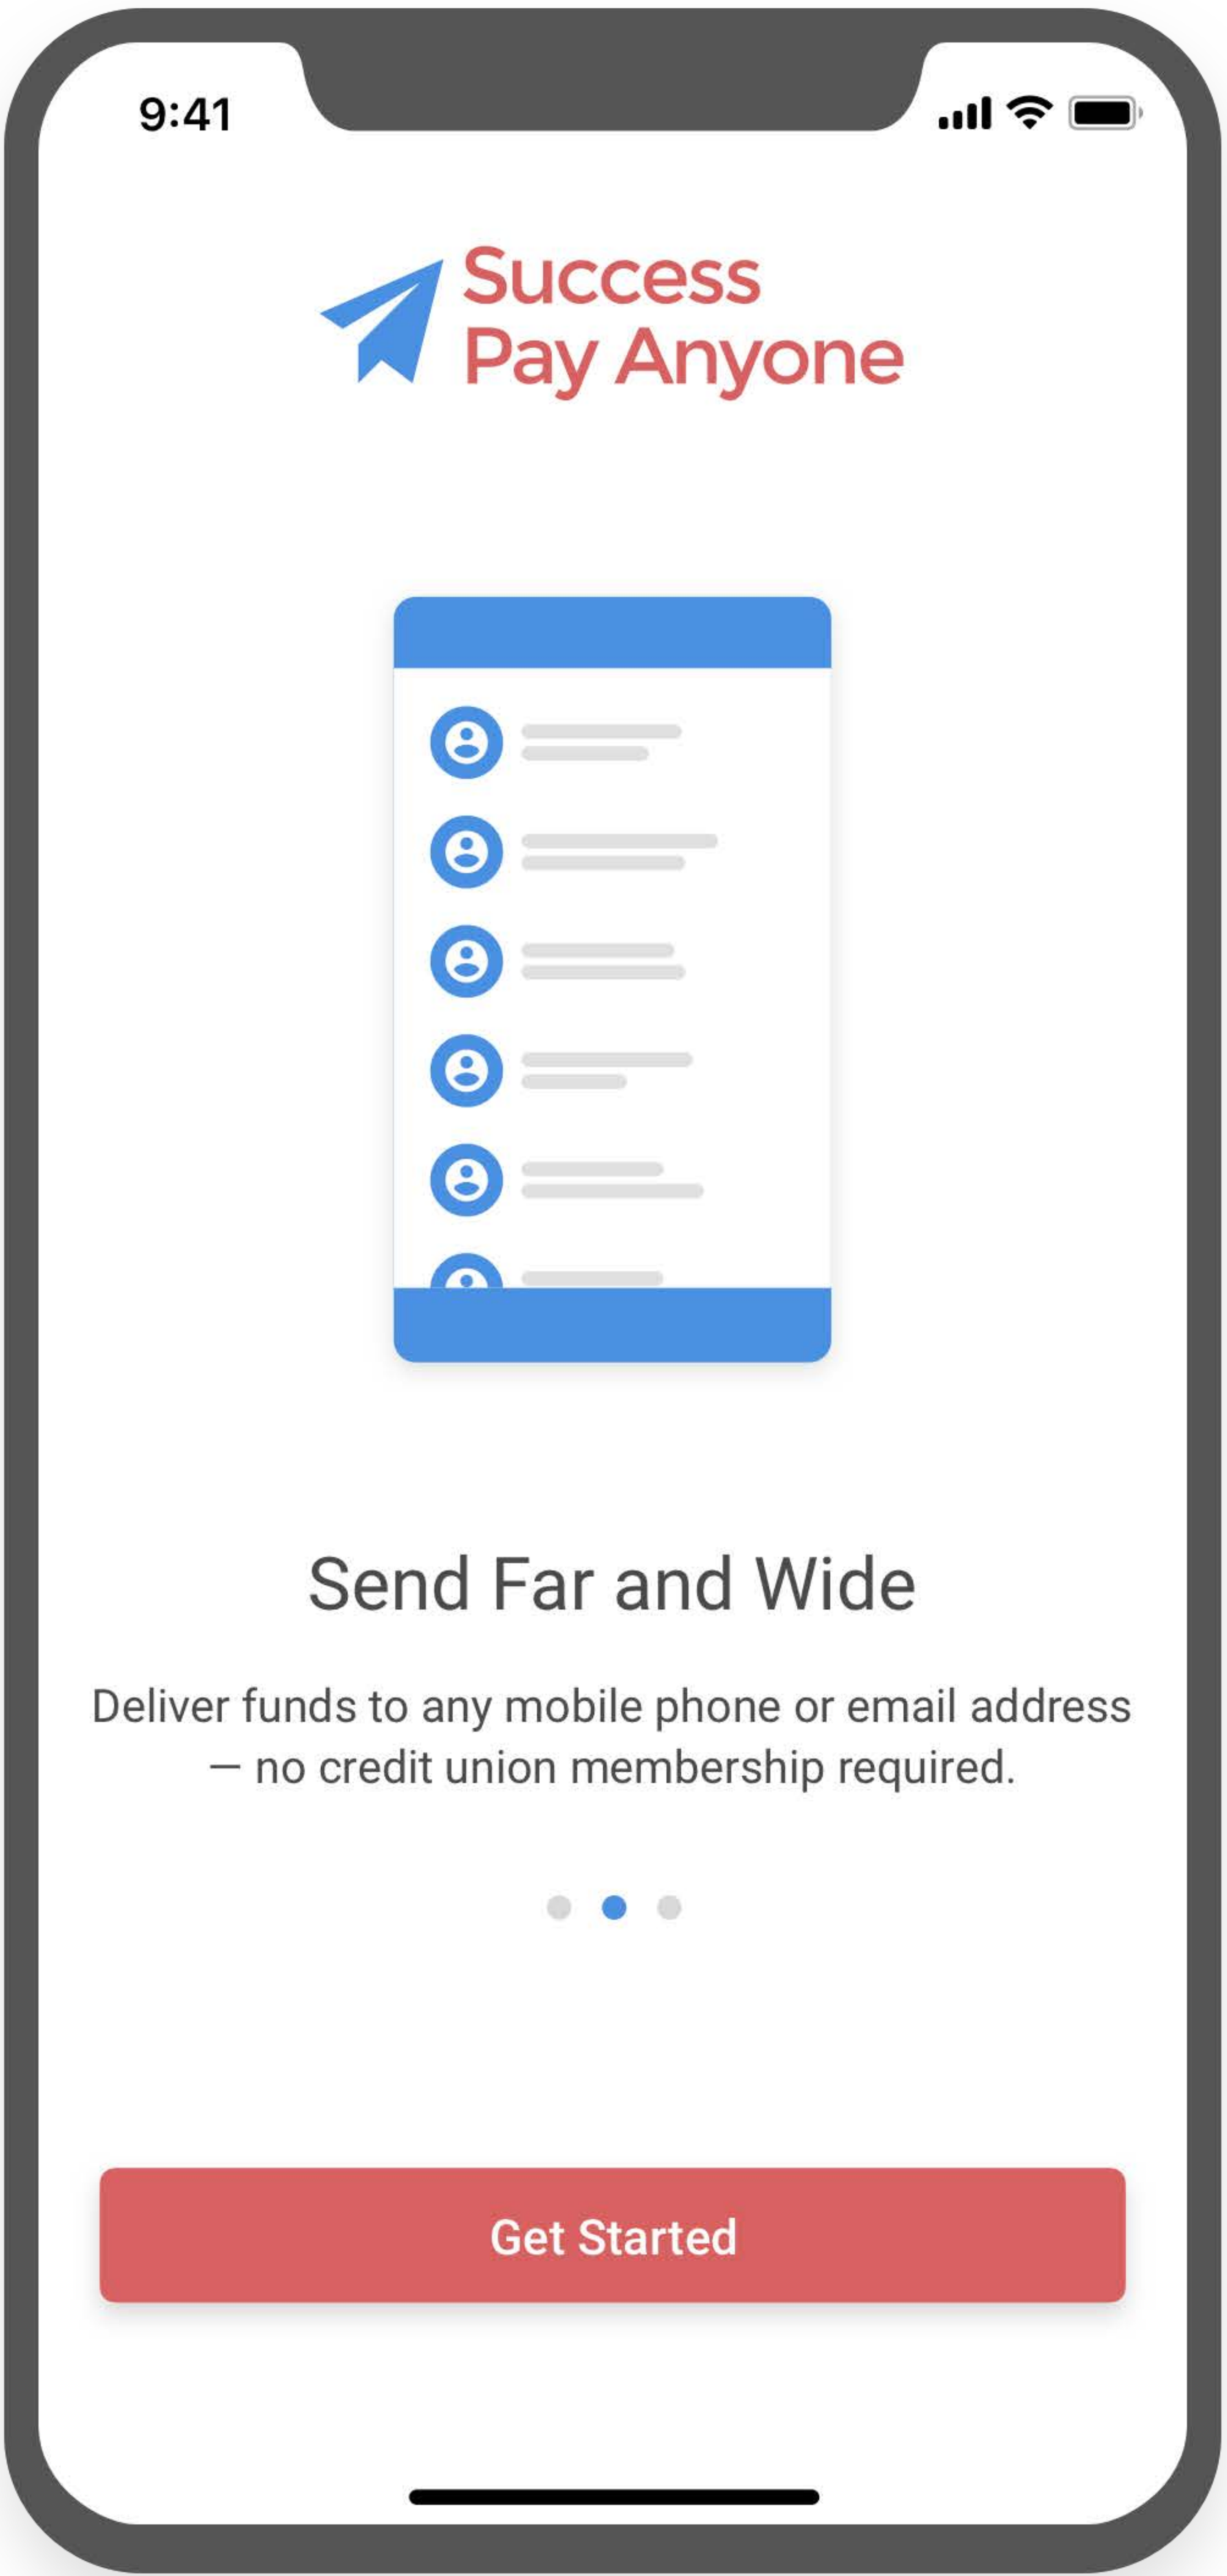 9:41
Success
Pay Anyone
Send Far and Wide
Deliver funds to any mobile phone or email address
— no credit union membership required.
Get Started